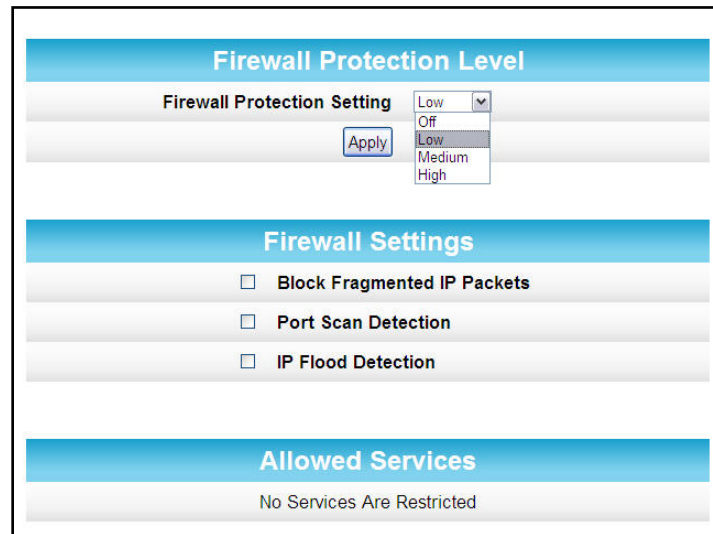 Firewall Protection Level
Firewall Protection Setting Low
Off
Apply Low
Medium
High
Firewall Settings
Block Fragmented IP Packets
Port Scan Detection
IP Flood Detection
Allowed Services
No Services Are Restricted